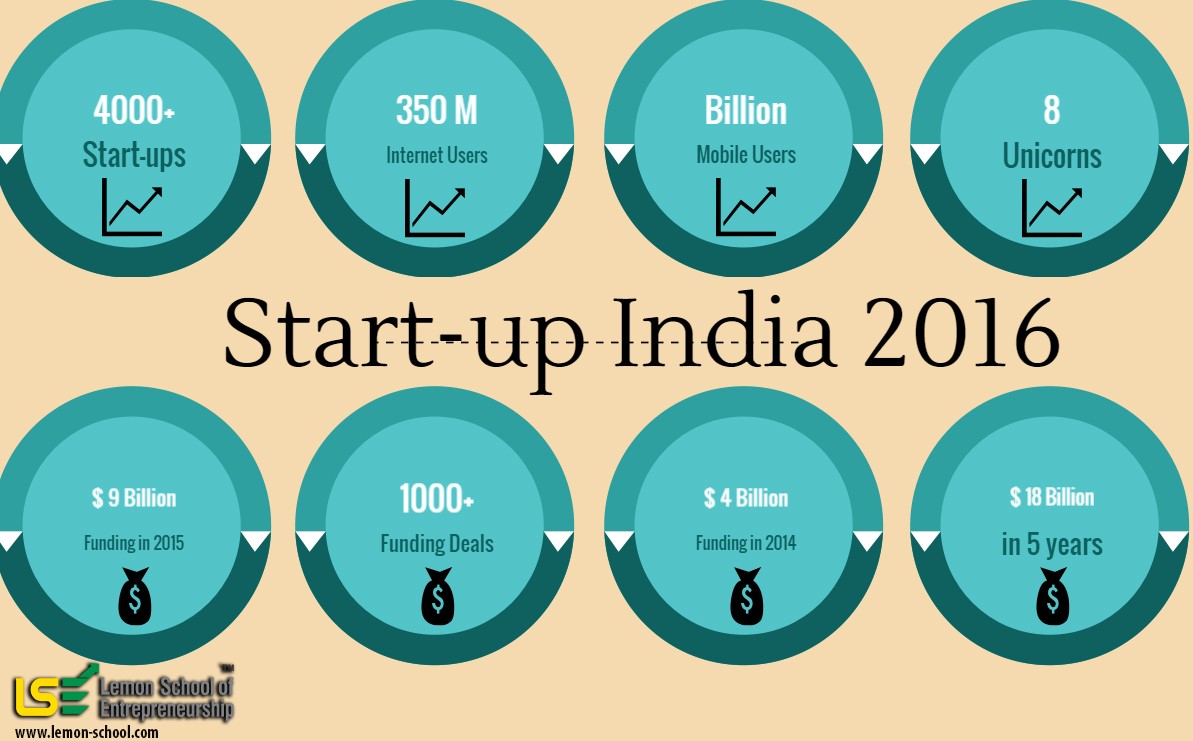 4000+
Start-ups
350 M
Internet Users
Billion
Mobile Users
8
Unicorns
Start-up India 2016
$ 9 Billion
Funding in 2015
$
1000+
Funding Deals
$
$ 4 Billion
Funding in 2014
$
$ 18 Billion
in 5 years
$
LSE Lemon School of
Entrepreneurship
TM
www.lemon-school.com